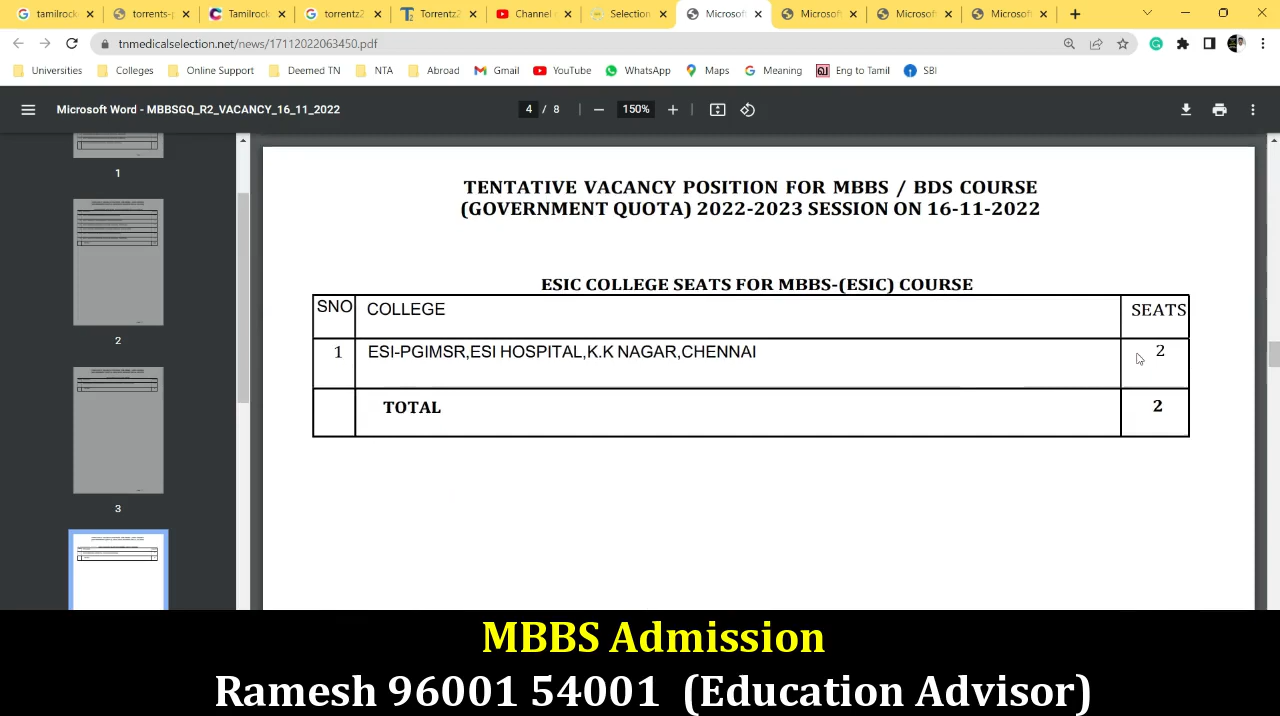 tamilrock
torrents-p
Tamilrock
torrentz2
Torrentz2
Channel c
Selection
Microsoft
Microsoft
Microsoft
Microsoft
tnmedicalselection.net/news/17112022063450.pdf
Universities Colleges Online Support Deemed TN NTA Abroad Gmail YouTube WhatsApp Maps Meaning Eng to Tamil SBI
Microsoft Word - MBBSGQ_R2_VACANCY_16_11_2022
4 / 8
150%
1
2
3
TENTATIVE VACANCY POSITION FOR MBBS / BDS COURSE
(GOVERNMENT QUOTA) 2022-2023 SESSION ON 16-11-2022
ESIC COLLEGE SEATS FOR MBBS-(ESIC) COURSE
SNO COLLEGE SEATS
1 ESI-PGIMSR,ESI HOSPITAL,K.K NAGAR,CHENNAI 2
TOTAL 2
MBBS Admission
Ramesh 96001 54001 (Education Advisor)